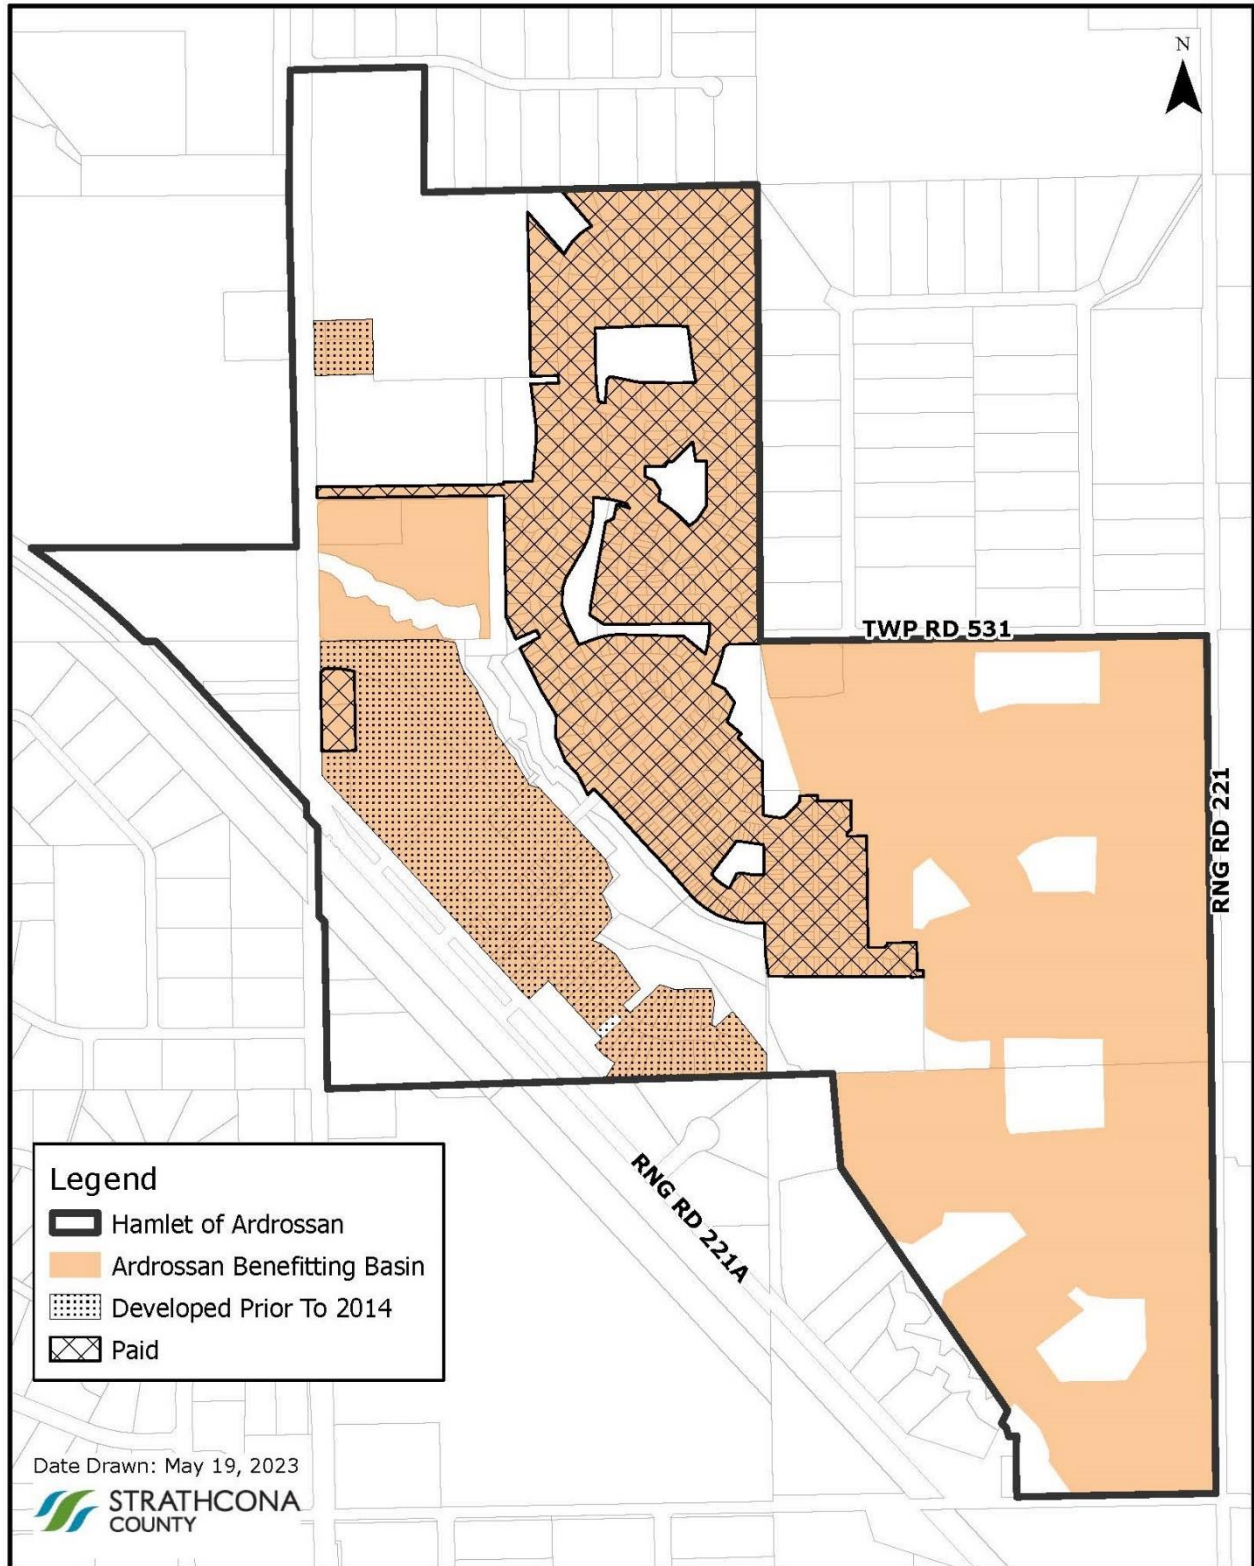 N
TWP RD 531
RNG RD 221
RNG RD 221A
Legend
Hamlet of Ardrossan
Ardrossan Benefitting Basin
Developed Prior To 2014
Paid
Date Drawn: May 19, 2023
STRATHCONA
COUNTY